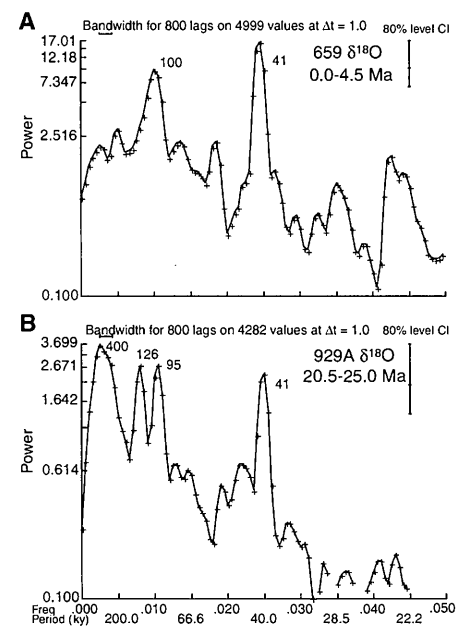 A
Bandwidth for 800 lags on 4999 values at Δt = 1.0
80% level CI
17.01
12.18
7.347
2.516
0.100
Power
100
41
659 δ18O
0.0-4.5 Ma
B
Bandwidth for 800 lags on 4282 values at Δt = 1.0
80% level CI
3.699
2.671
1.642
0.614
0.100
Power
400
126
95
41
929A δ18O
20.5-25.0 Ma
Freq .000 .010 .020 .030 .040 .050
Period (ky) 200.0 66.6 40.0 28.5 22.2